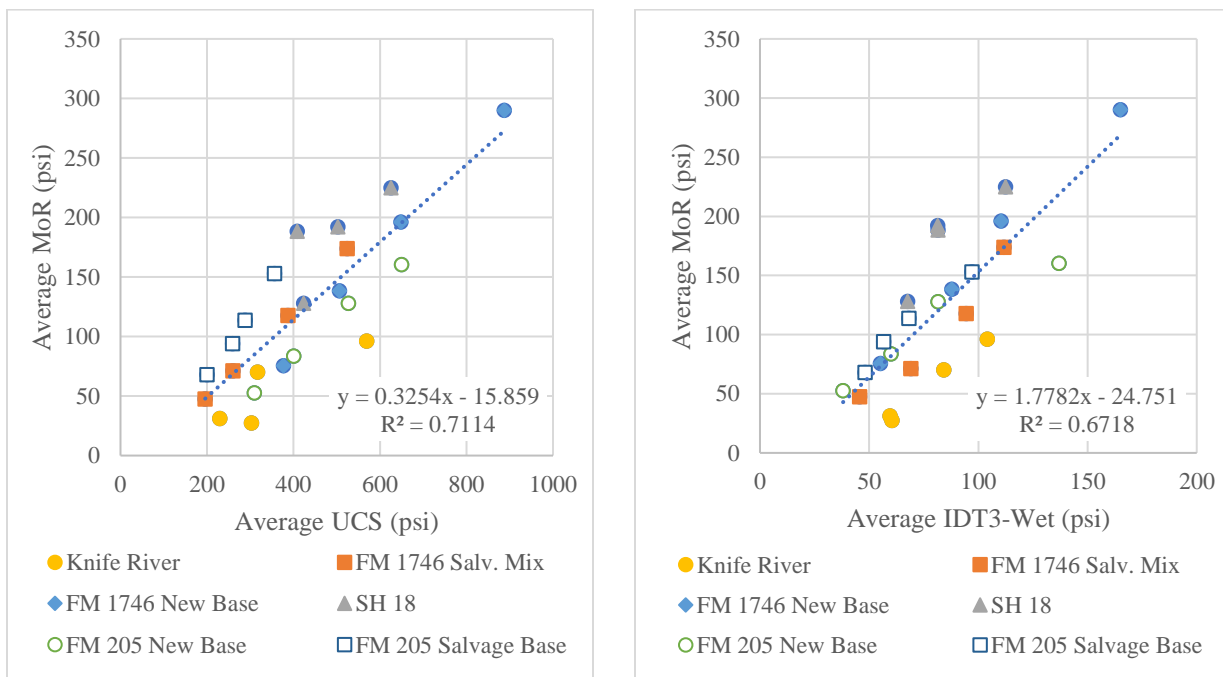 350
300
250
200
150
100
50
0
Average MoR (psi)
y = 0.3254x - 15.859
R² = 0.7114
0 200 400 600 800 1000
Average UCS (psi)
Knife River FM 1746 Salv. Mix
FM 1746 New Base SH 18
FM 205 New Base FM 205 Salvage Base
350
300
250
200
150
100
50
0
Average MoR (psi)
y = 1.7782x - 24.751
R² = 0.6718
0 50 100 150 200
Average IDT3-Wet (psi)
Knife River FM 1746 Salv. Mix
FM 1746 New Base SH 18
FM 205 New Base FM 205 Salvage Base